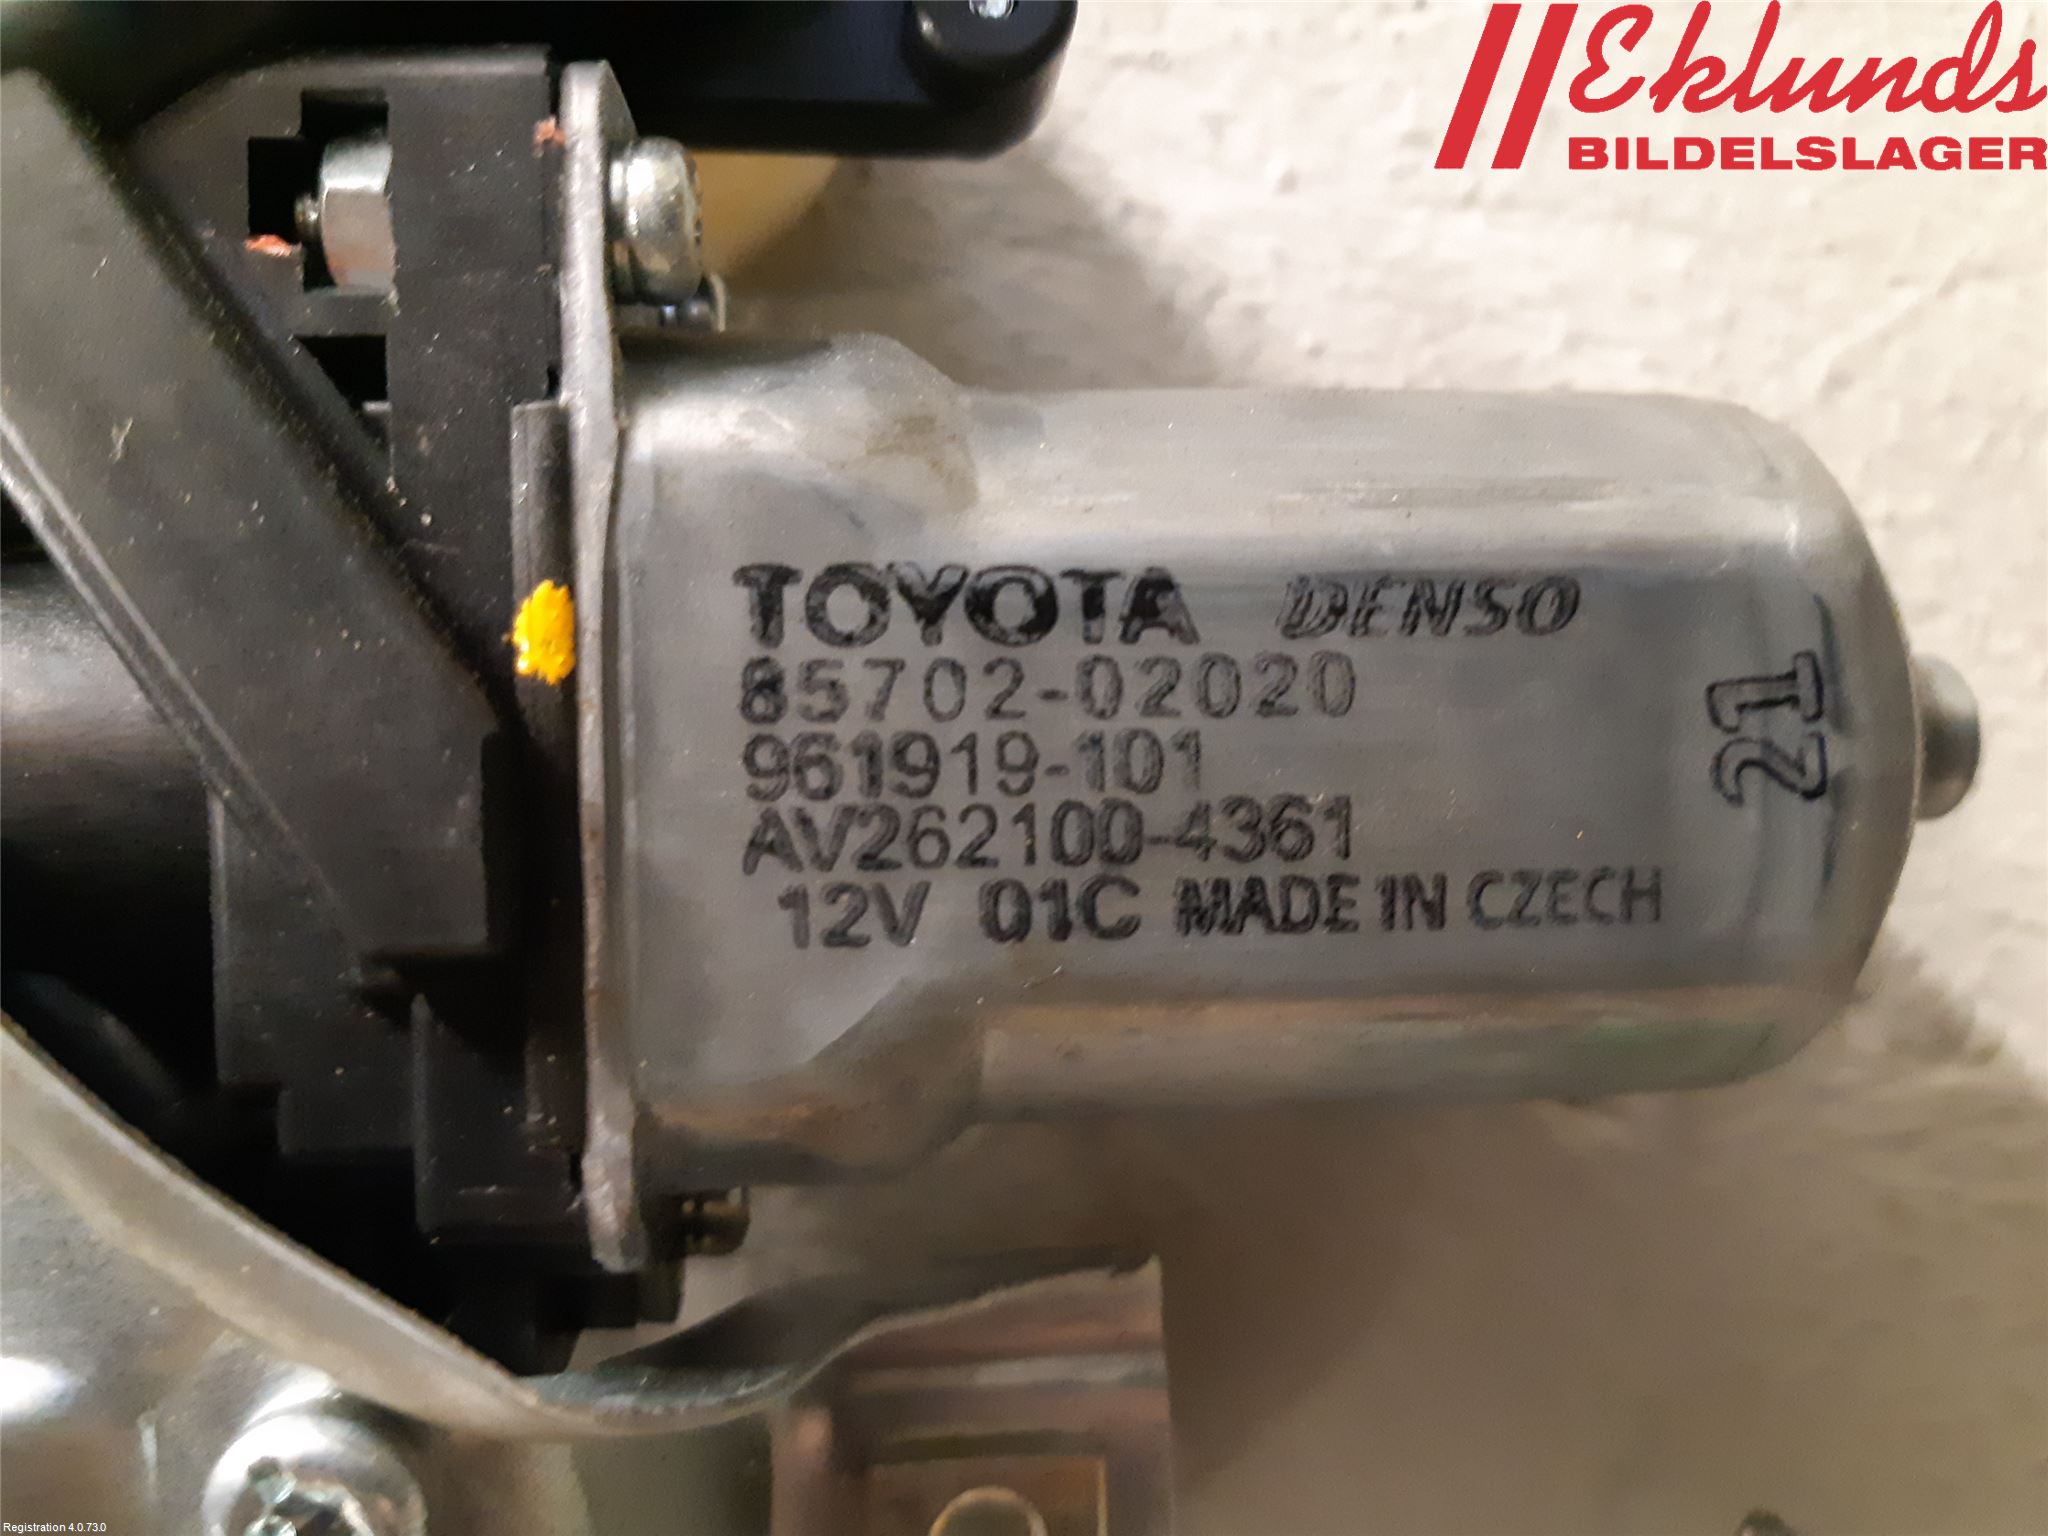 Eklunds
BILDELSLAGER
TOYOTA DENSO
85702-02020
961919-101
AV262100-4361
12V 01C MADE IN CZECH
21
Registration 4.0.73.0